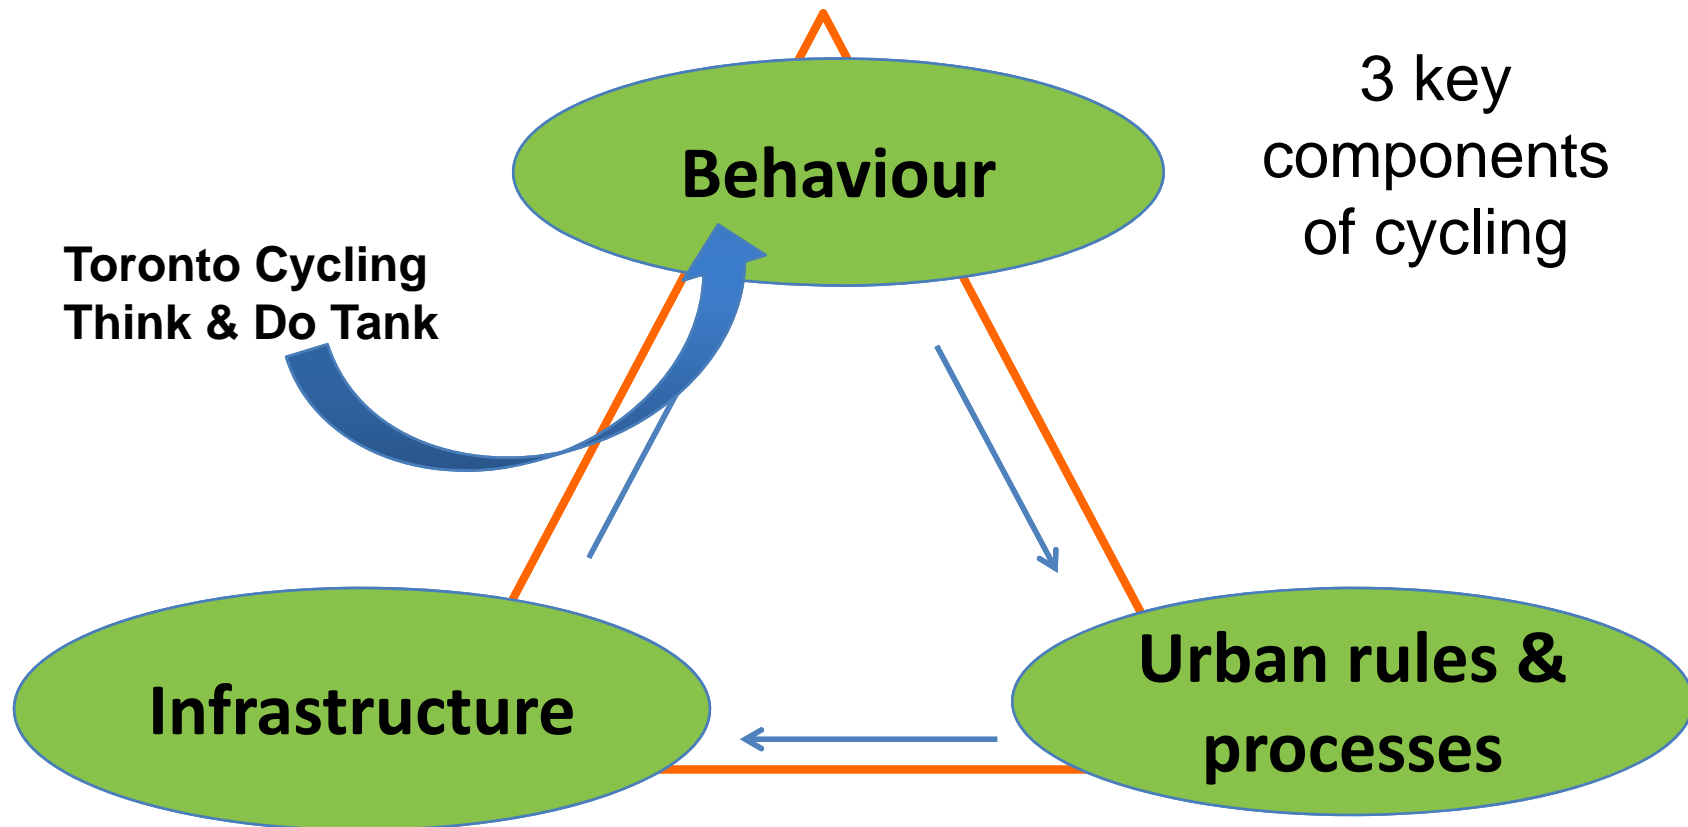 3 key
components
of cycling
Behaviour
Toronto Cycling
Think & Do Tank
Infrastructure
Urban rules &
processes